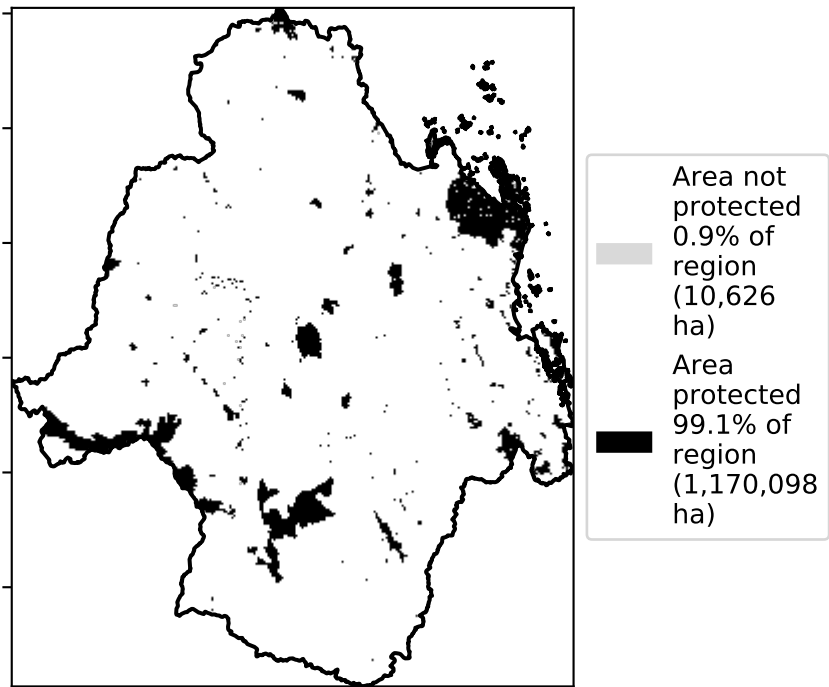 Area not
protected
0.9% of
region
(10,626
ha)
Area
protected
99.1% of
region
(1,170,098
ha)